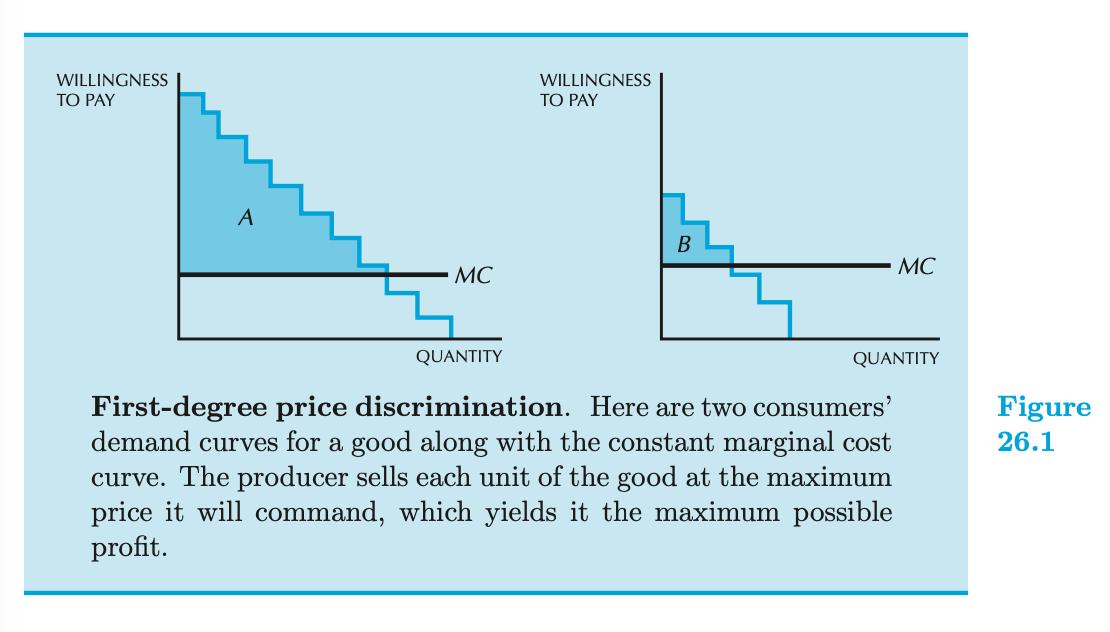 WILLINGNESS
TO PAY
A
MC
QUANTITY
WILLINGNESS
TO PAY
B
MC
QUANTITY
First-degree price discrimination. Here are two consumers’
demand curves for a good along with the constant marginal cost
curve. The producer sells each unit of the good at the maximum
price it will command, which yields it the maximum possible
profit.
Figure
26.1